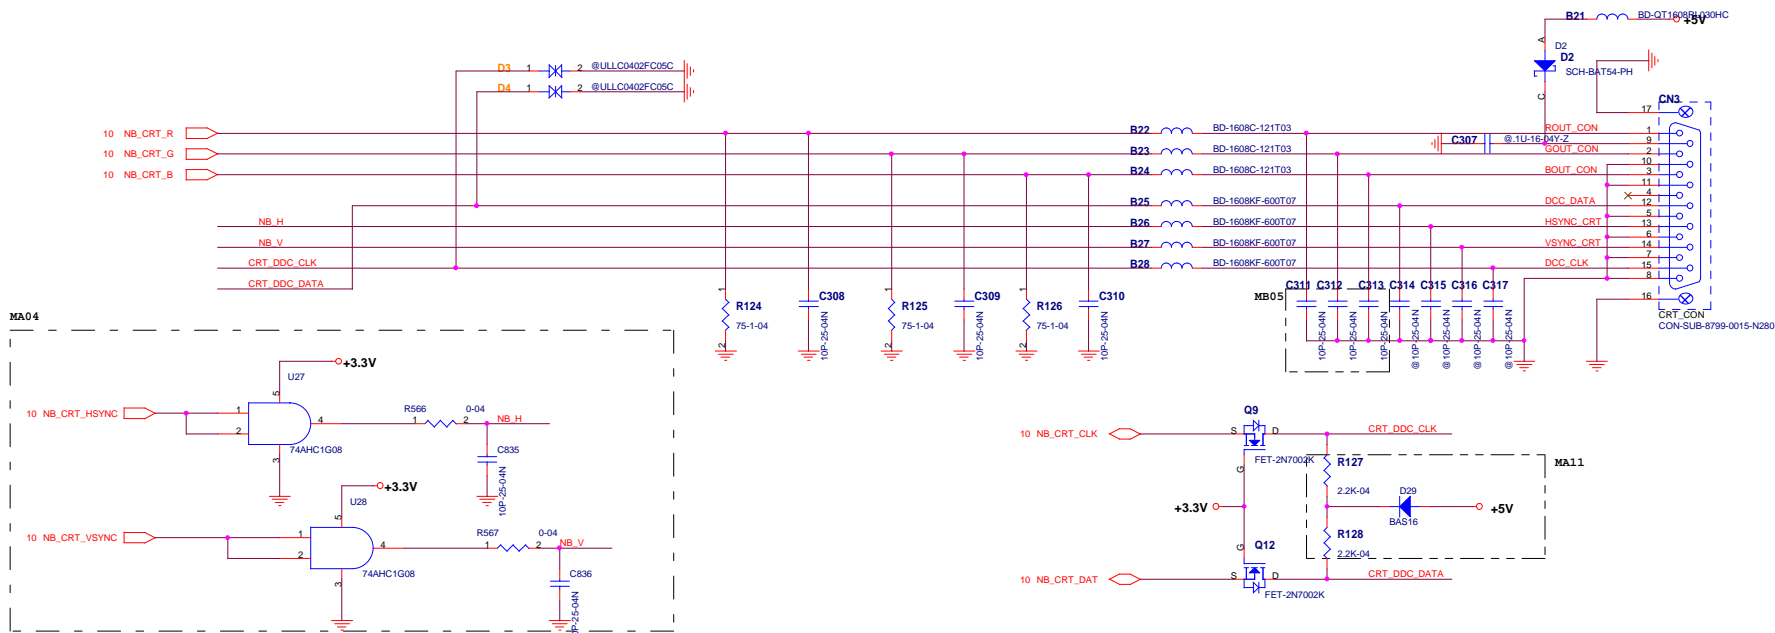 B21 BD-QT1608RL030HC
+5V
A
D2
D2
SCH-BAT54-PH
C
D3 1 2 @ULLC0402FC05C
D4 1 2 @ULLC0402FC05C
CN3
17
10 NB_CRT_R B22 BD-1608C-121T03 ROUT_CON 1
C307 @.1U-16-04Y-Z 9
10 NB_CRT_G B23 BD-1608C-121T03 GOUT_CON 2
10
10 NB_CRT_B B24 BD-1608C-121T03 BOUT_CON 3
11
4
B25 BD-1608KF-600T07 DCC_DATA 12
5
NB_H B26 BD-1608KF-600T07 HSYNC_CRT 13
6
NB_V B27 BD-1608KF-600T07 VSYNC_CRT 14
7
CRT_DDC_CLK B28 BD-1608KF-600T07 DCC_CLK 15
8
CRT_DDC_DATA
16
CRT_CON
CON-SUB-8799-0015-N280
1 R124 75-1-04 2
C308 10P-25-04N
1 R125 75-1-04 2
C309 10P-25-04N
1 R126 75-1-04 2
C310 10P-25-04N
MB05
C311 C312 C313 C314 C315 C316 C317
10P-25-04N 10P-25-04N 10P-25-04N @10P-25-04N @10P-25-04N @10P-25-04N @10P-25-04N
MA04
+3.3V
U27
5
10 NB_CRT_HSYNC 1 2 4
74AHC1G08
3
R566 0-04
1 2 NB_H
C835
10P-25-04N
+3.3V
U28
5
10 NB_CRT_VSYNC 1 2 4
74AHC1G08
3
R567 0-04
1 2 NB_V
C836
Q9
10 NB_CRT_CLK S D CRT_DDC_CLK
FET-2N7002K
G
R127
2.2K-04
MA11
D29
+3.3V +5V
BAS16
R128
2.2K-04
G
Q12
10 NB_CRT_DAT S D CRT_DDC_DATA
FET-2N7002K